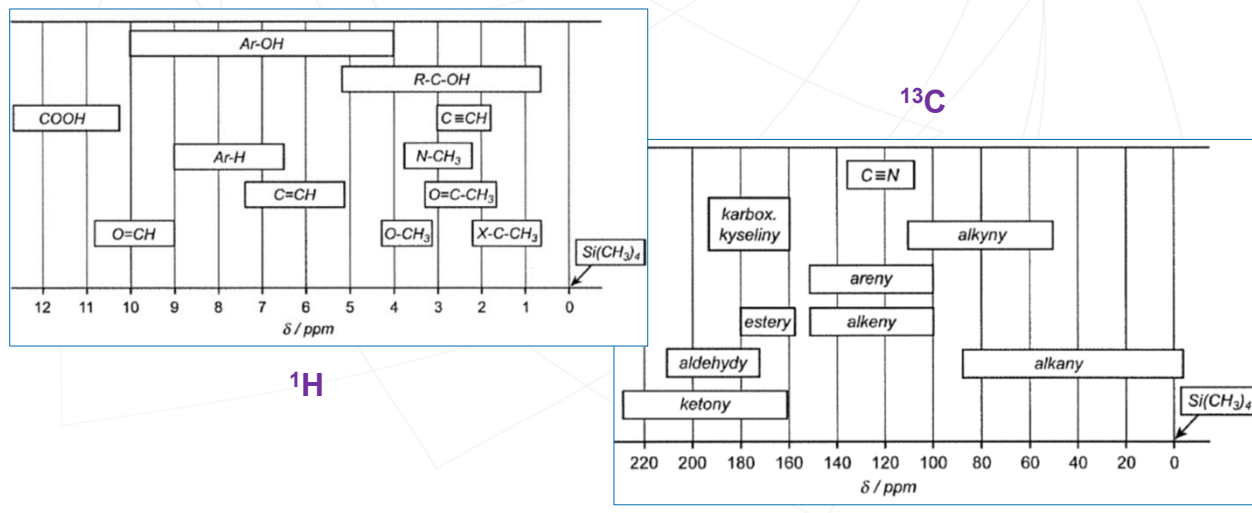 Ar-OH
R-C-OH
COOH
C≡CH
Ar-H
N-CH₃
C=CH
O=C-CH₃
O=CH
O-CH₃
X-C-CH₃
Si(CH₃)₄
12 11 10 9 8 7 6 5 4 3 2 1 0
δ / ppm
¹H
¹³C
C≡N
karbox.
kyseliny
alkyny
areny
estery
alkeny
aldehydy
alkany
ketony
Si(CH₃)₄
220 200 180 160 140 120 100 80 60 40 20 0
δ / ppm